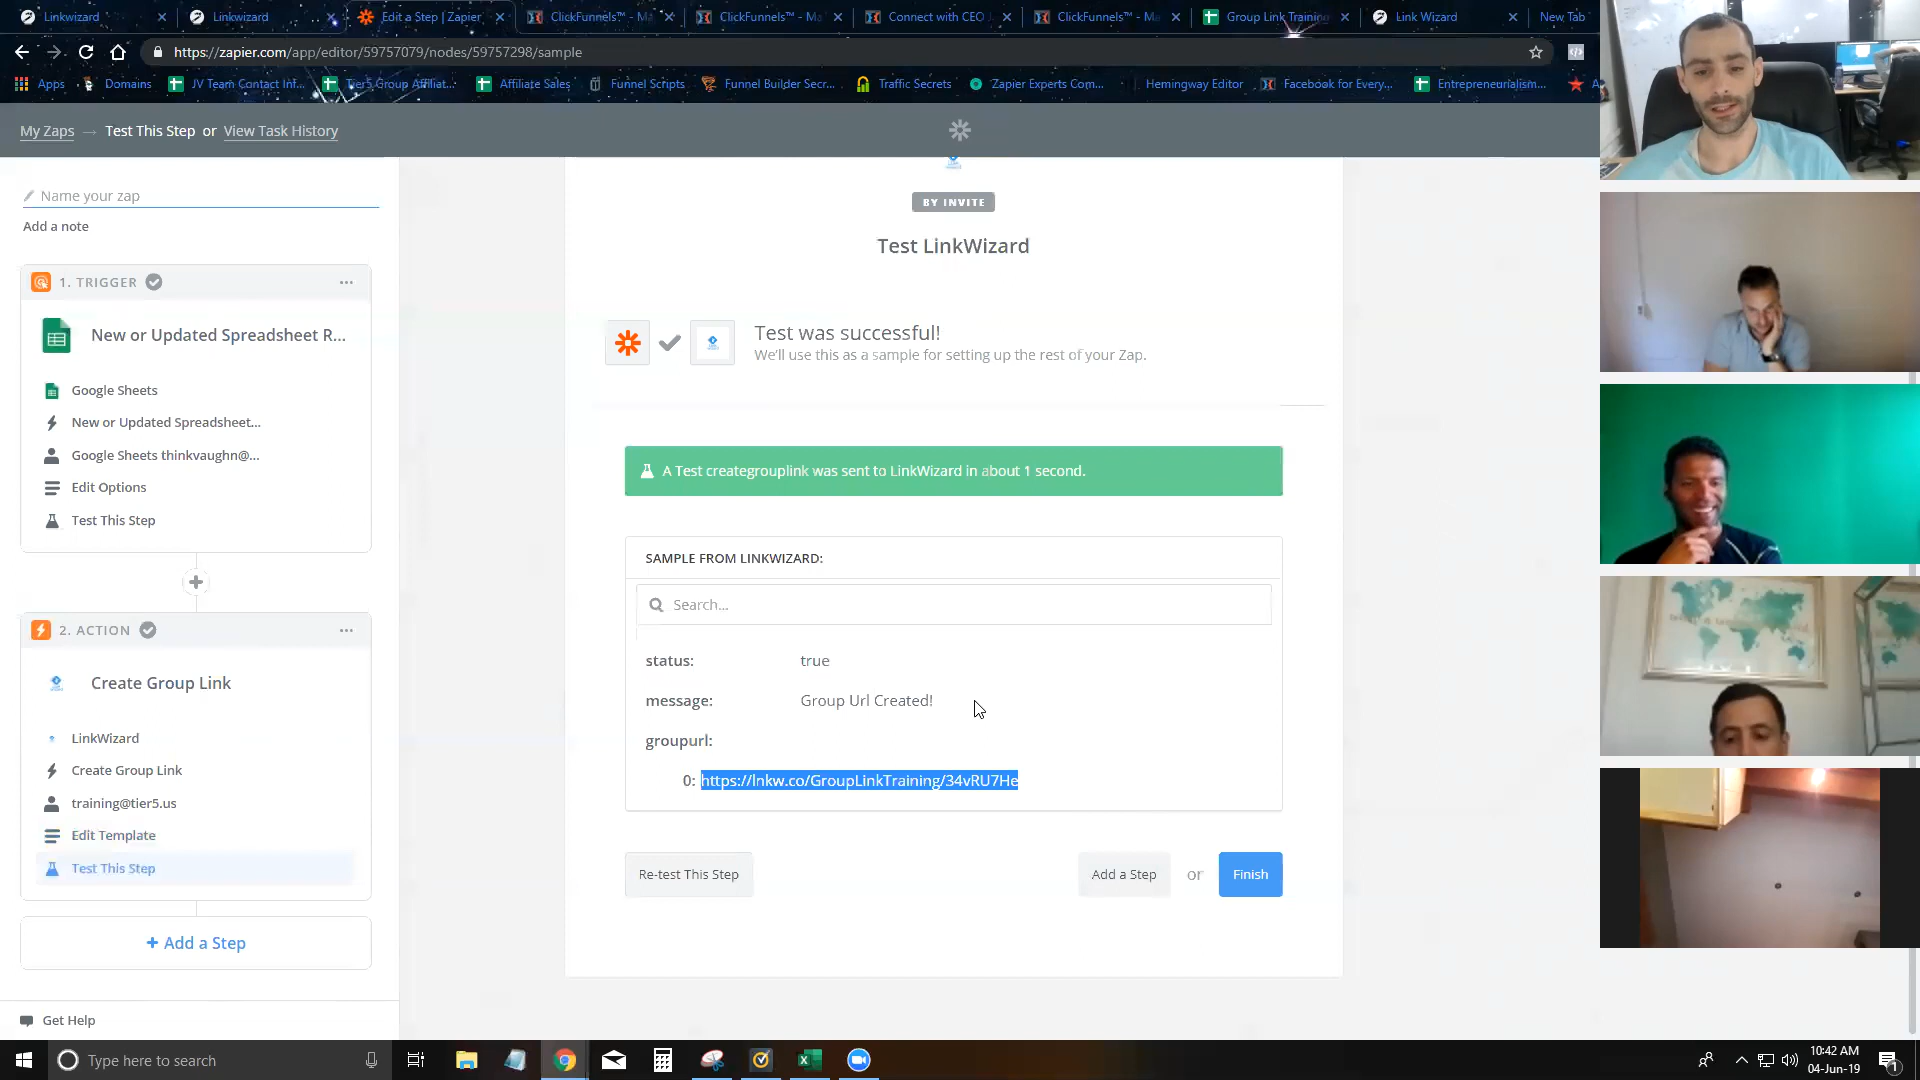 Linkwizard
Linkwizard
Edit a Step | Zapier
ClickFunnels™ - Ma
ClickFunnels™ - Ma
Connect with CEO
ClickFunnels™ - Ma
Group Link Training
Link Wizard
New Tab
https://zapier.com/app/editor/59757079/nodes/59757298/sample
Apps
Domains
JV Team Contact Inf...
Tier5 Group Affiliat...
Affiliate Sales
Funnel Scripts
Funnel Builder Secr...
Traffic Secrets
Zapier Experts Com...
Hemingway Editor
Facebook for Every...
Entrepreneurialism...
My Zaps → Test This Step or View Task History
Name your zap
Add a note
1. TRIGGER
New or Updated Spreadsheet R...
Google Sheets
New or Updated Spreadsheet...
Google Sheets thinkvaughn@...
Edit Options
Test This Step
2. ACTION
Create Group Link
LinkWizard
Create Group Link
training@tier5.us
Edit Template
Test This Step
+ Add a Step
Get Help
BY INVITE
Test LinkWizard
Test was successful!
We'll use this as a sample for setting up the rest of your Zap.
A Test creategrouplink was sent to LinkWizard in about 1 second.
SAMPLE FROM LINKWIZARD:
Search...
status: true
message: Group Url Created!
groupurl:
0: https://lnkw.co/GroupLinkTraining/34vRU7He
Re-test This Step
Add a Step or Finish
Type here to search
10:42 AM
04-Jun-19
1